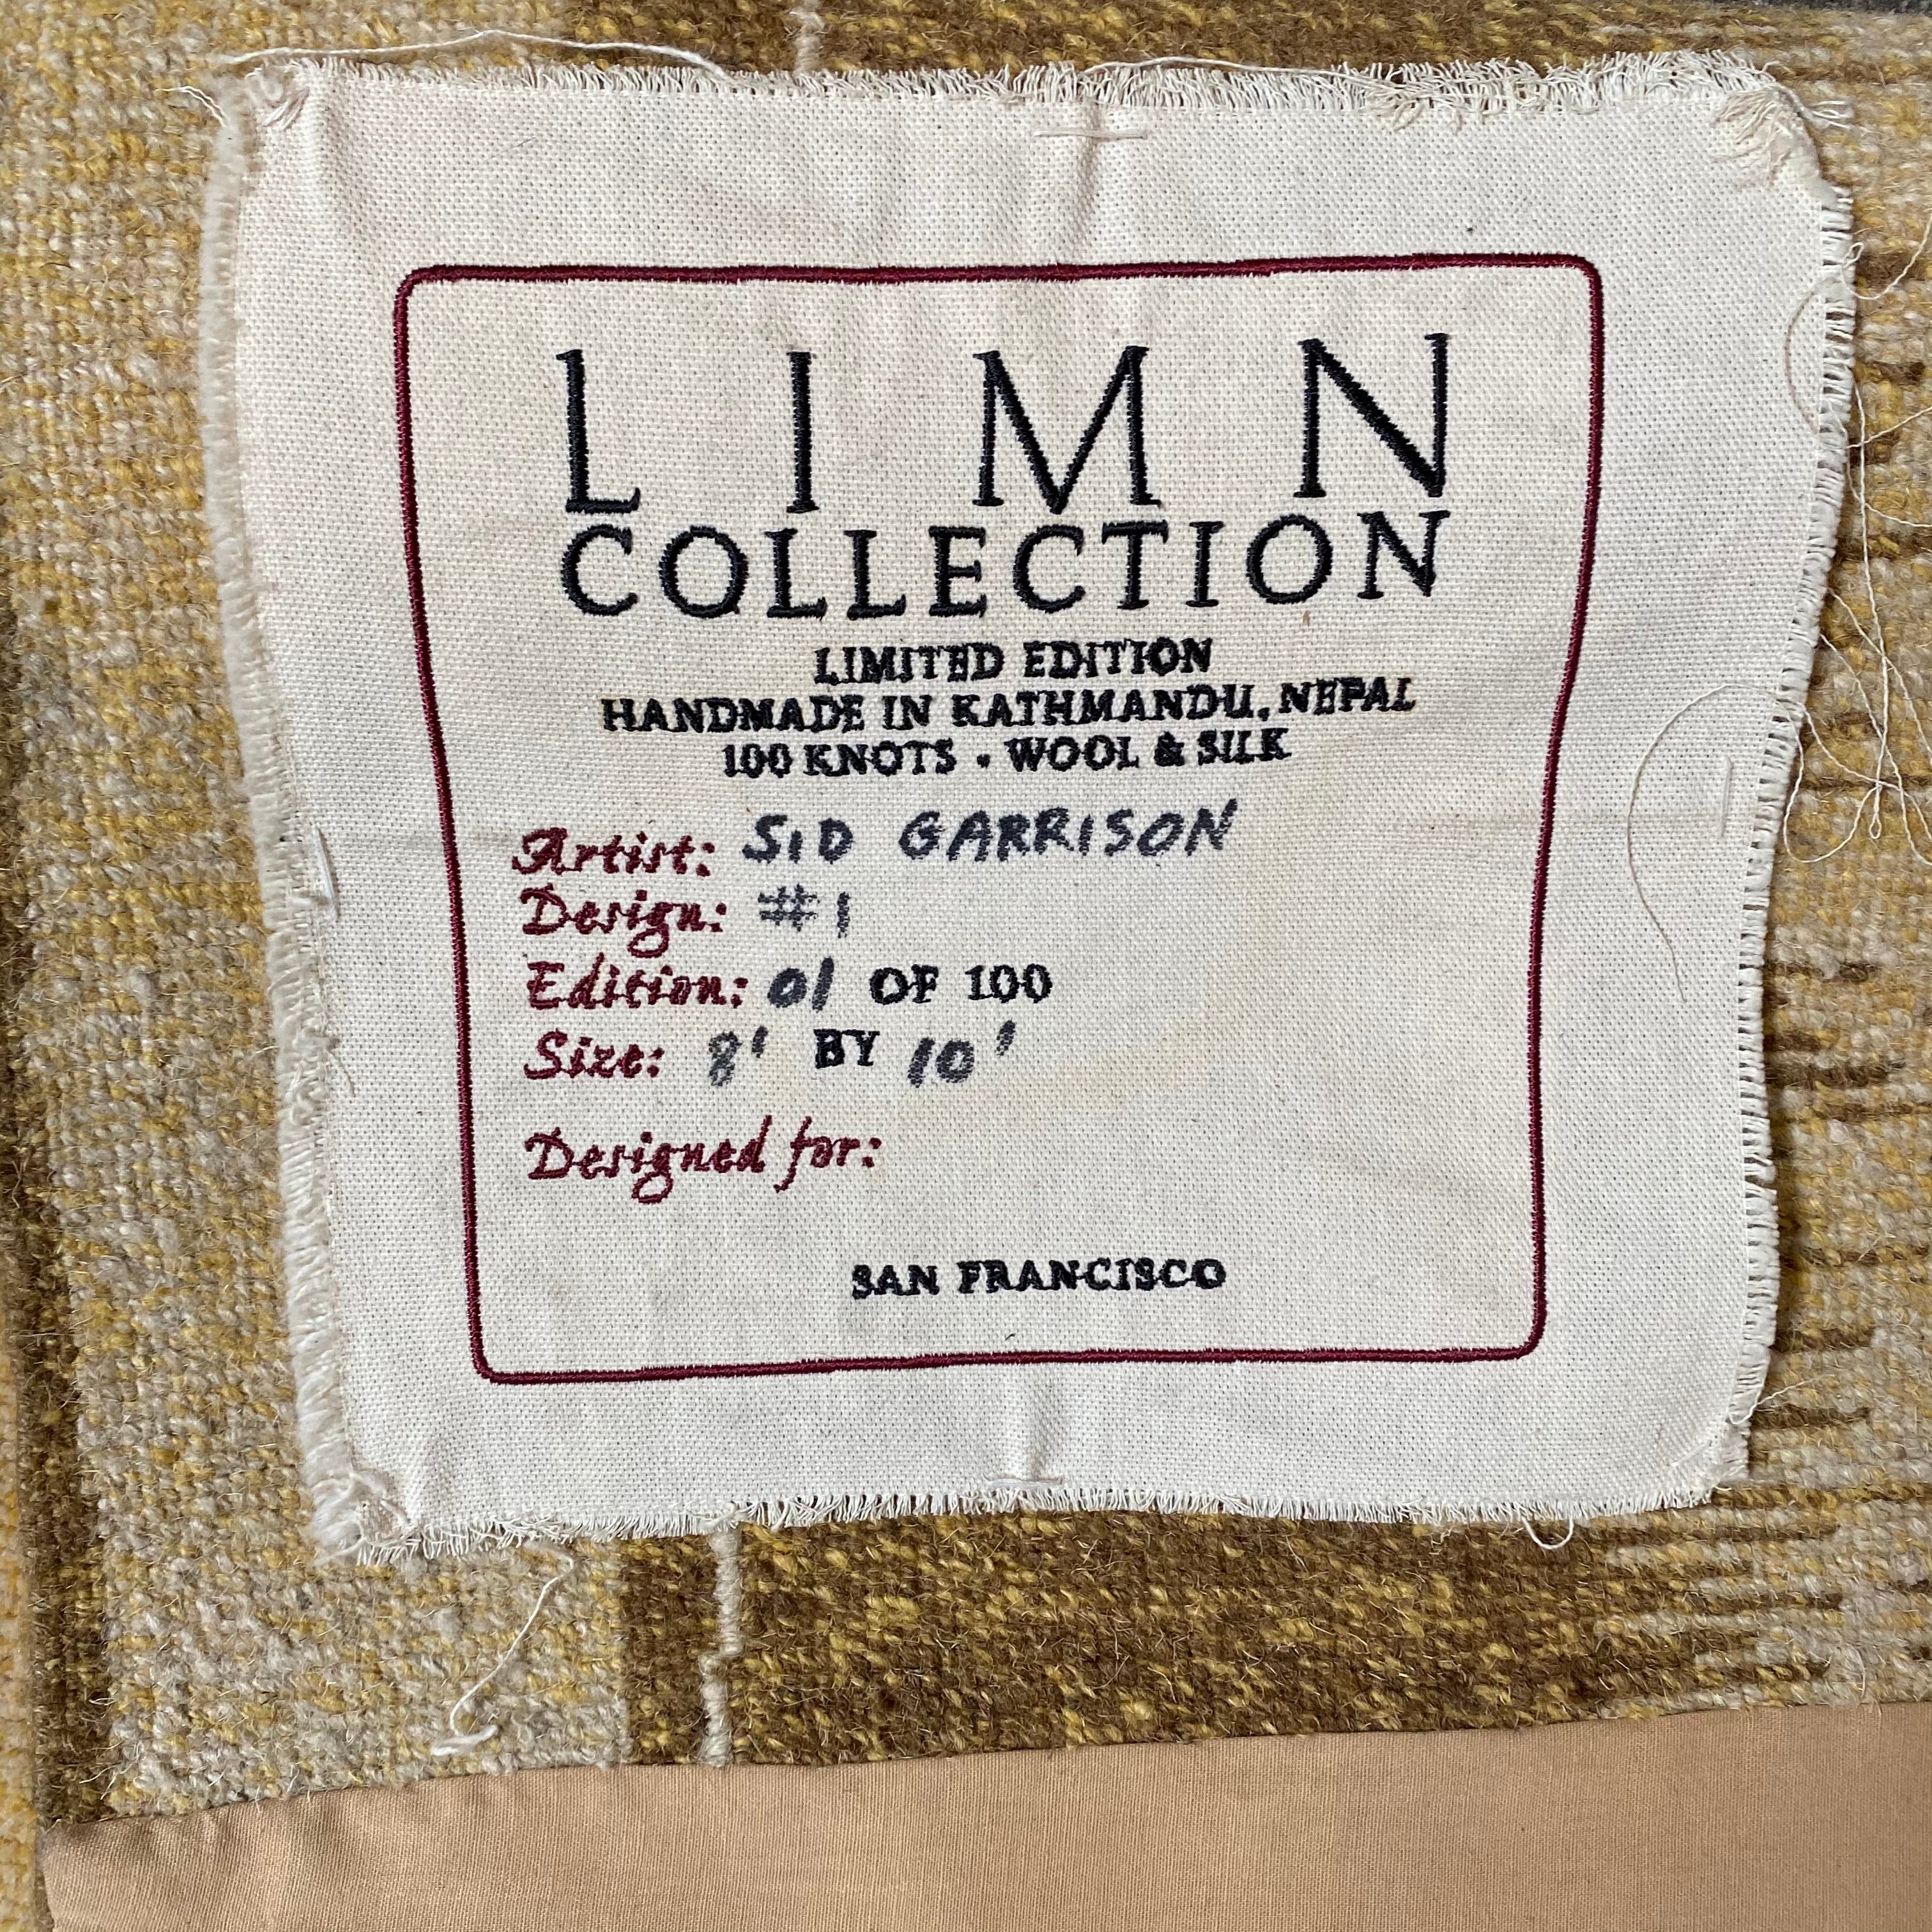 LIMN
COLLECTION
LIMITED EDITION
HANDMADE IN KATHMANDU, NEPAL
100 KNOTS • WOOL & SILK
Artist: SID GARRISON
Design: #1
Edition: 01 OF 100
Size: 8' BY 10'
Designed for:
SAN FRANCISCO